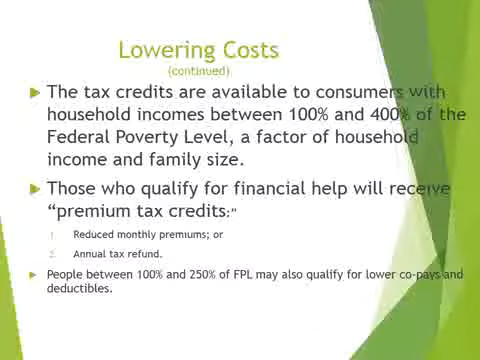 Lowering Costs
(continued)
The tax credits are available to consumers with
household incomes between 100% and 400% of the
Federal Poverty Level, a factor of household
income and family size.
Those who qualify for financial help will receive
“premium tax credits:”
1. Reduced monthly premiums; or
2. Annual tax refund.
People between 100% and 250% of FPL may also qualify for lower co-pays and
deductibles.